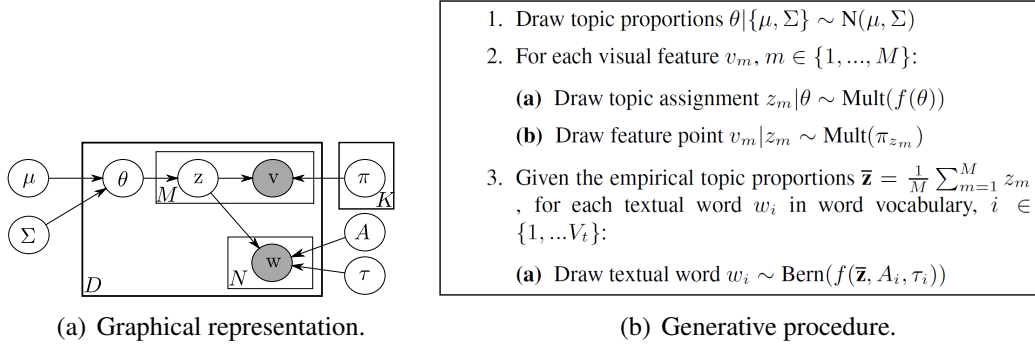 μ
θ
z
v
π
M
K
Σ
A
w
N
τ
D
(a) Graphical representation.
1. Draw topic proportions θ|{μ, Σ} ∼ N(μ, Σ)
2. For each visual feature v_m, m ∈ {1, ..., M}:
(a) Draw topic assignment z_m|θ ∼ Mult(f(θ))
(b) Draw feature point v_m|z_m ∼ Mult(π_{z_m})
3. Given the empirical topic proportions z̄ = 1/M ∑_{m=1}^{M} z_m
, for each textual word w_i in word vocabulary, i ∈
{1, ...V_t}:
(a) Draw textual word w_i ∼ Bern(f(z̄, A_i, τ_i))
(b) Generative procedure.